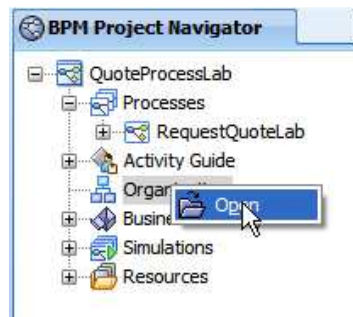 BPM Project Navigator
QuoteProcessLab
Processes
RequestQuoteLab
Activity Guide
Open
Simulations
Resources